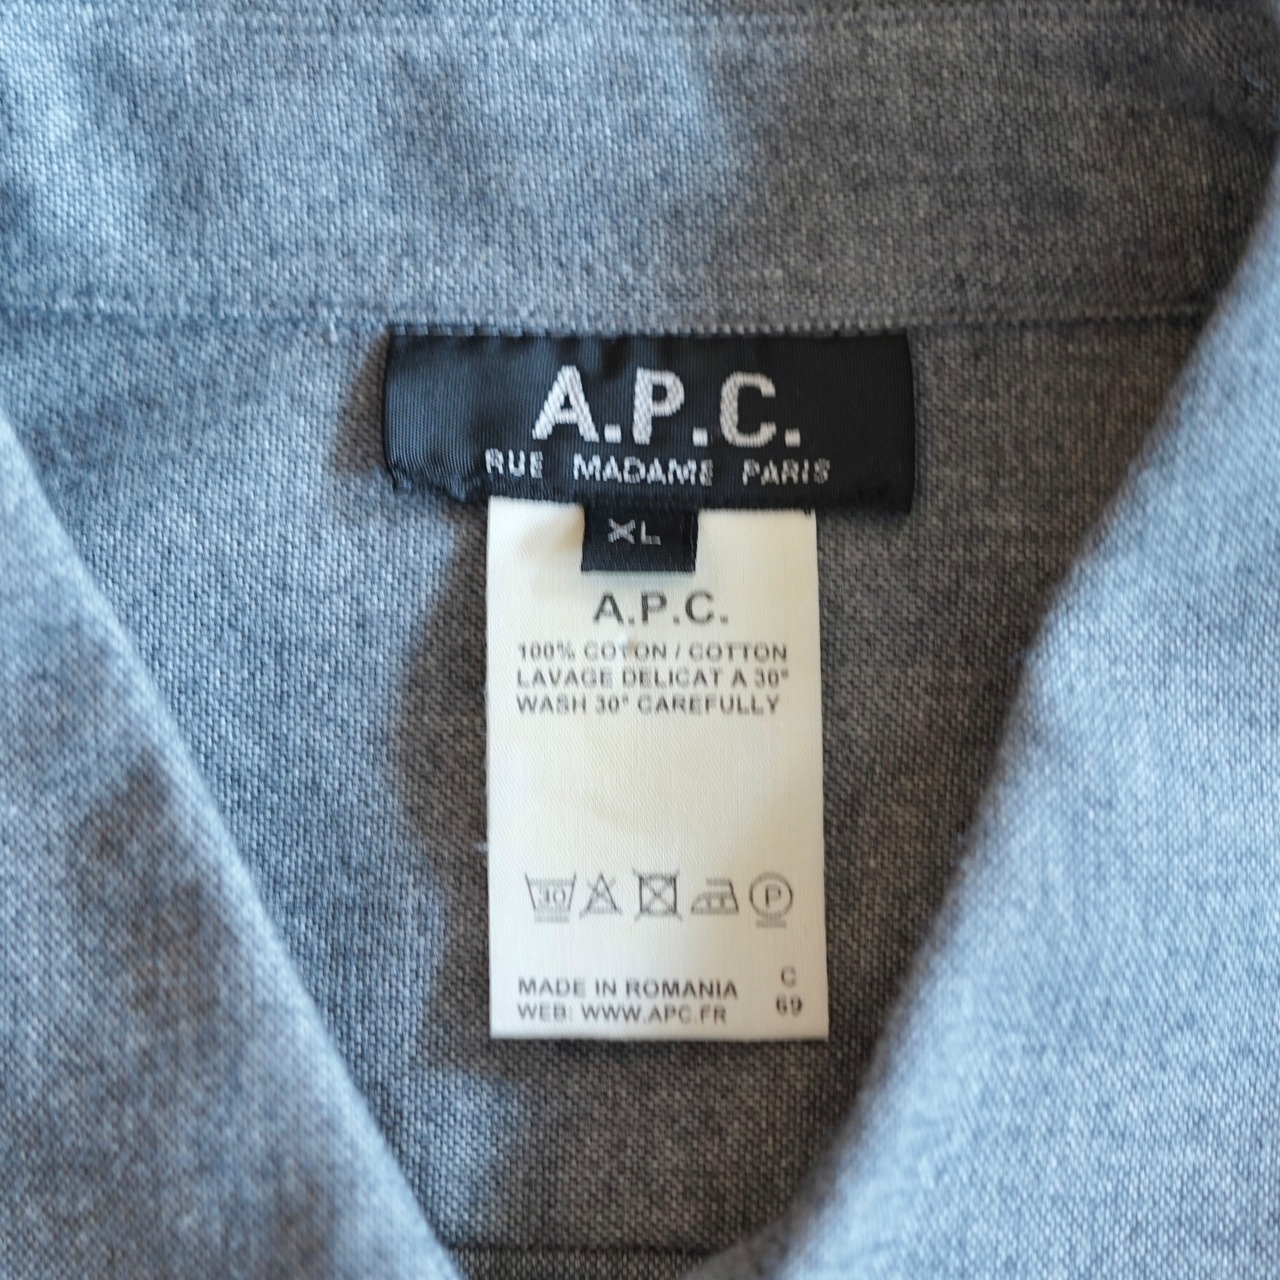 A.P.C.
RUE MADAME PARIS
XL
A.P.C.
100% COTON / COTTON
LAVAGE DELICAT A 30°
WASH 30° CAREFULLY
30
P
MADE IN ROMANIA
WEB: WWW.APC.FR
C
69